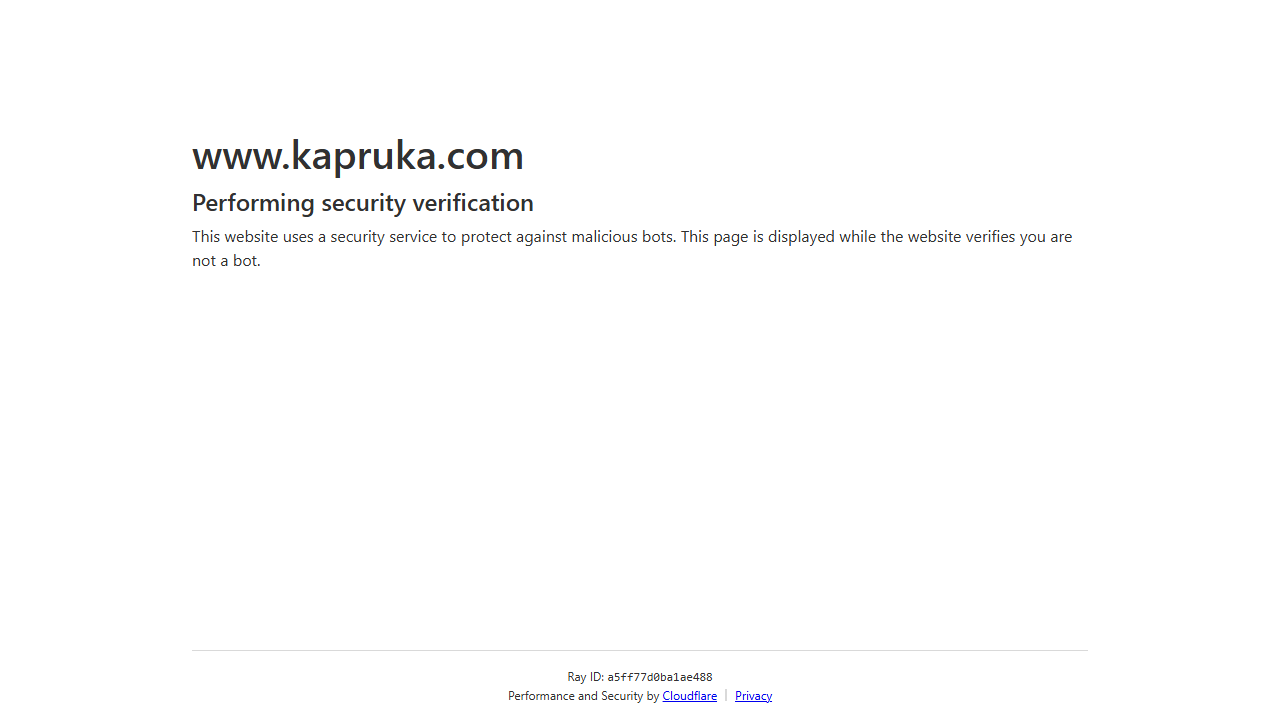 www.kapruka.com
Performing security verification
This website uses a security service to protect against malicious bots. This page is displayed while the website verifies you are
not a bot.
Ray ID: a5ff77d0ba1ae488
Performance and Security by Cloudflare | Privacy